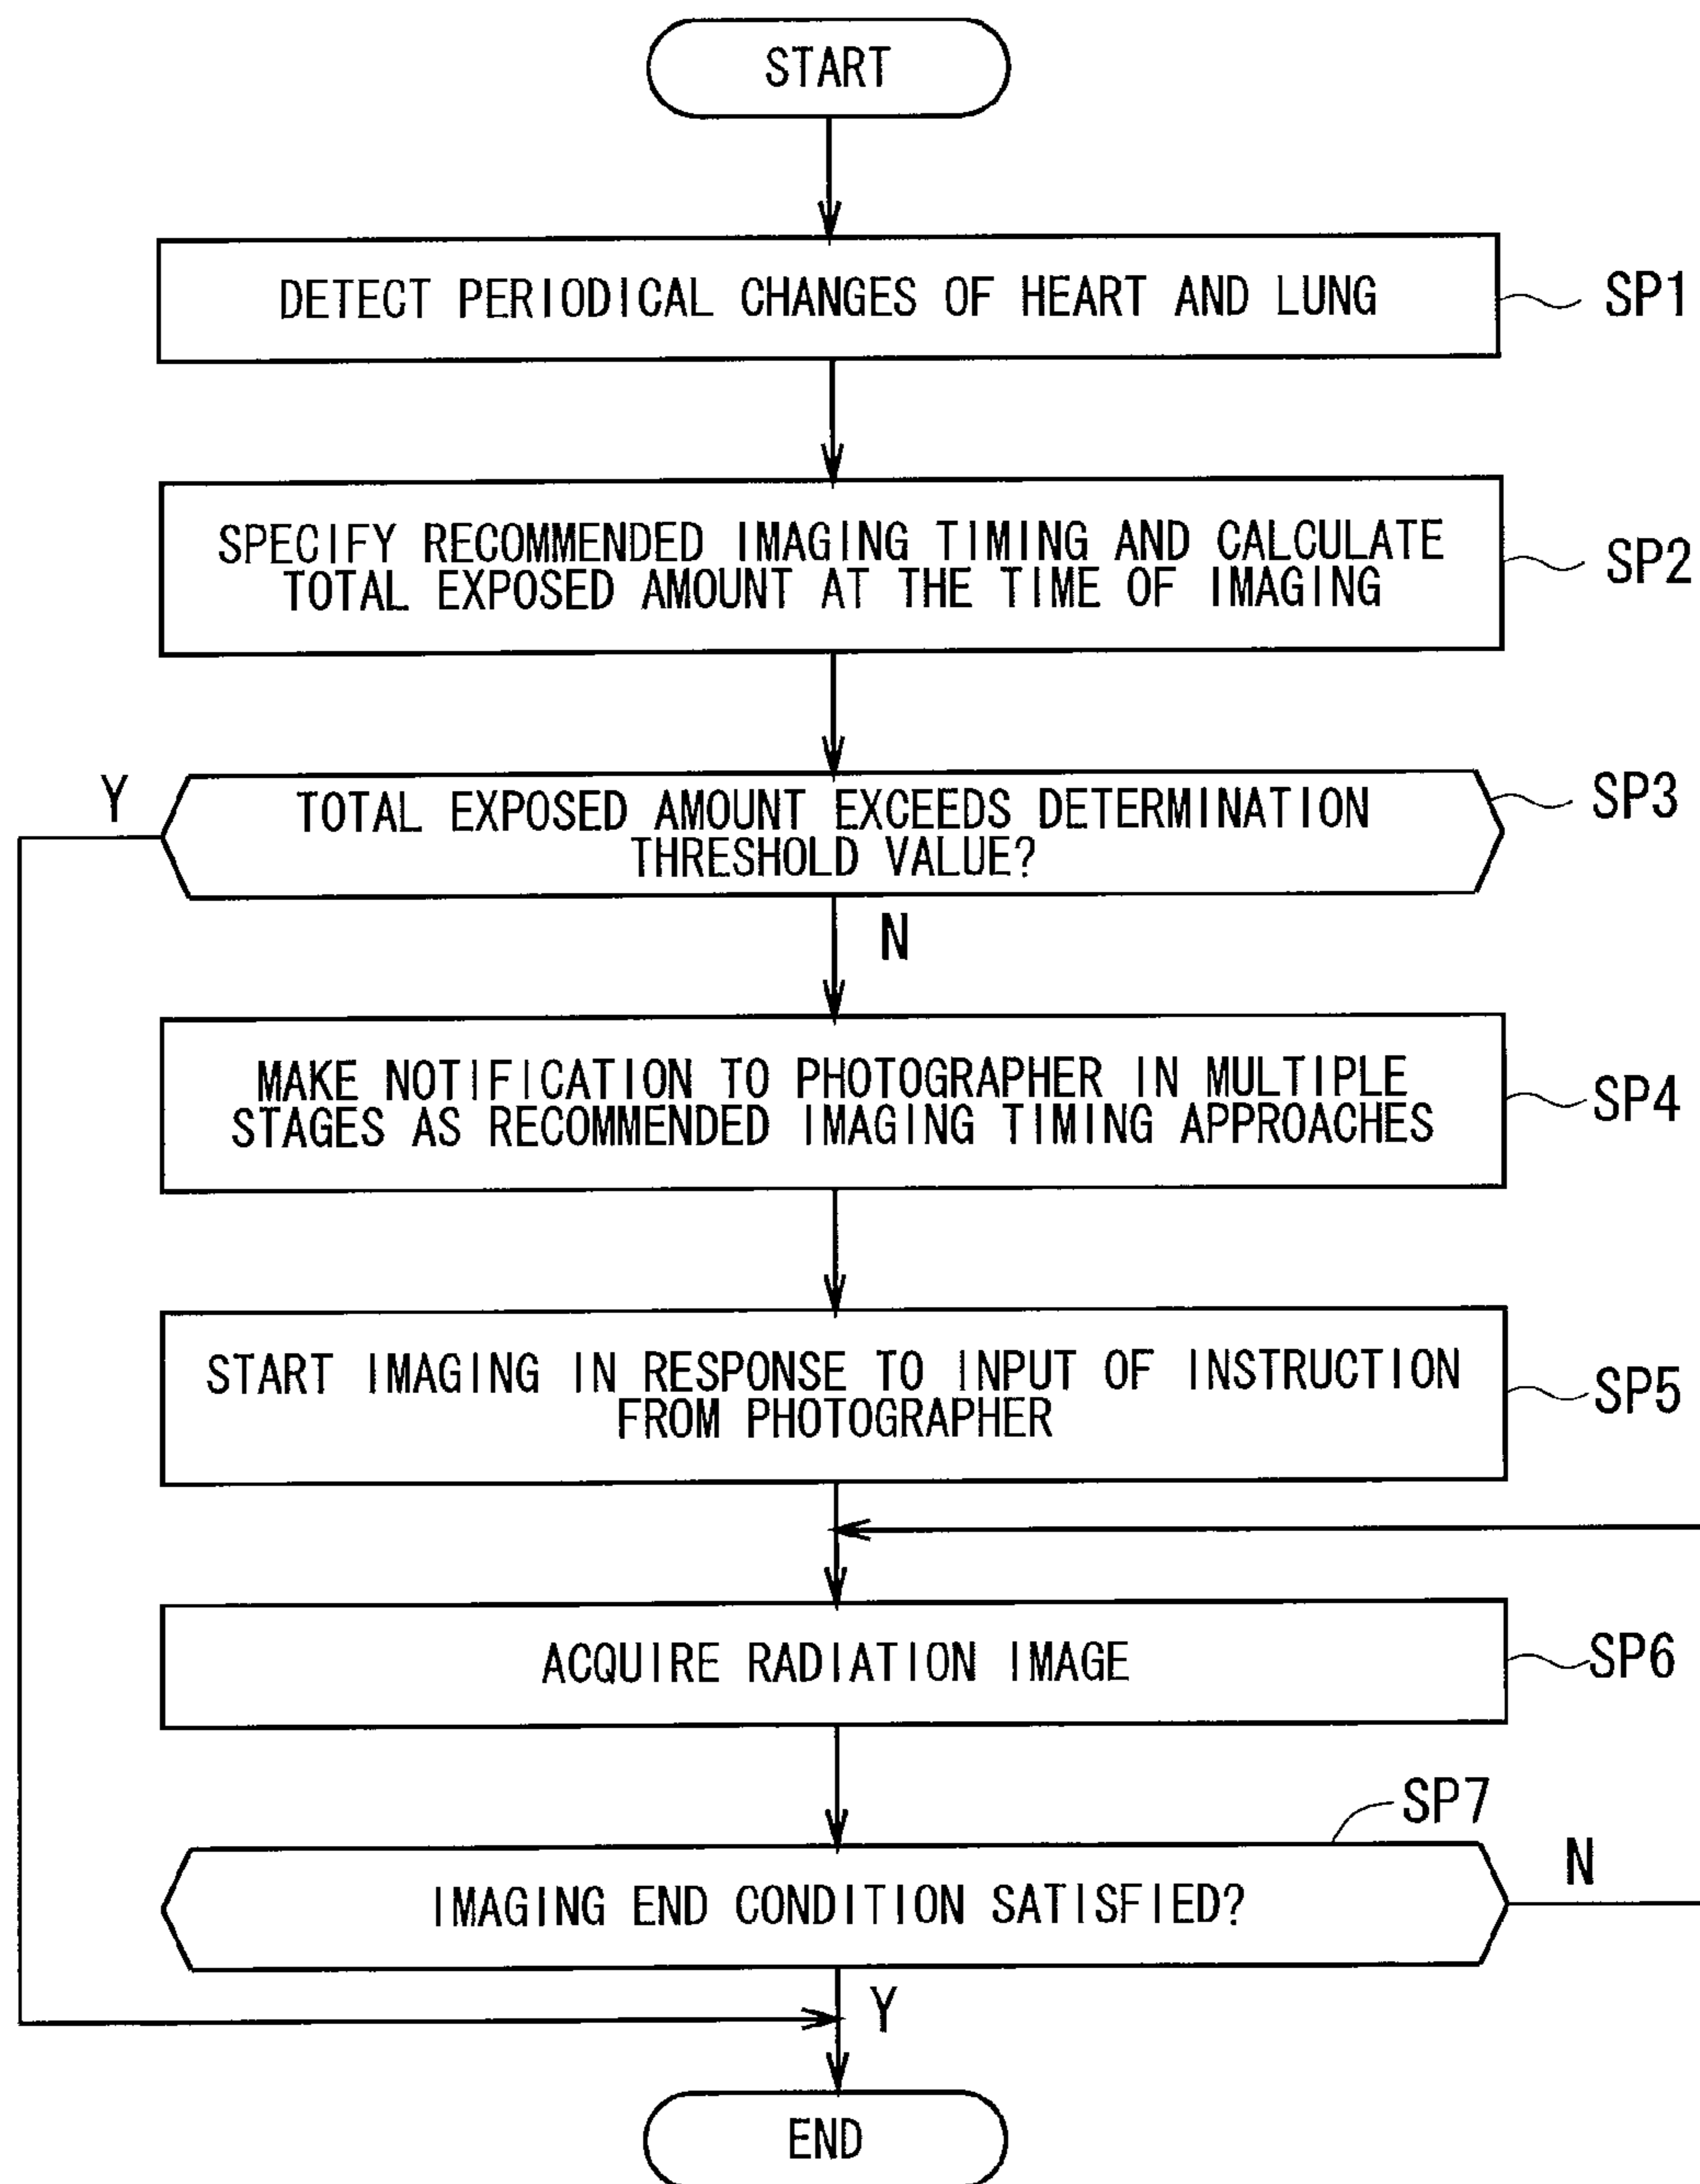 START
DETECT PERIODICAL CHANGES OF HEART AND LUNG
SP1
SPECIFY RECOMMENDED IMAGING TIMING AND CALCULATE
TOTAL EXPOSED AMOUNT AT THE TIME OF IMAGING
SP2
Y
TOTAL EXPOSED AMOUNT EXCEEDS DETERMINATION
THRESHOLD VALUE?
SP3
N
MAKE NOTIFICATION TO PHOTOGRAPHER IN MULTIPLE
STAGES AS RECOMMENDED IMAGING TIMING APPROACHES
SP4
START IMAGING IN RESPONSE TO INPUT OF INSTRUCTION
FROM PHOTOGRAPHER
SP5
ACQUIRE RADIATION IMAGE
SP6
SP7
IMAGING END CONDITION SATISFIED?
N
Y
END